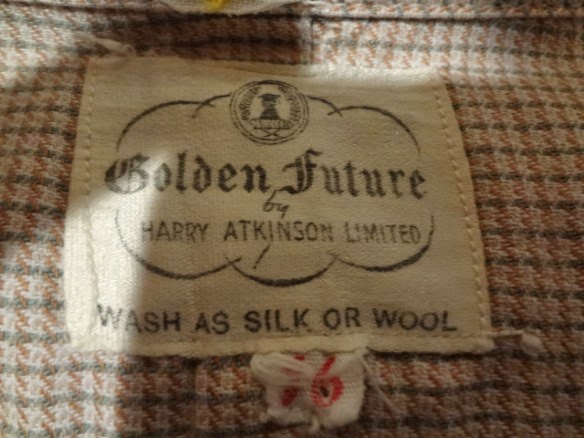 Golden Future
by
HARRY ATKINSON LIMITED
WASH AS SILK OR WOOL